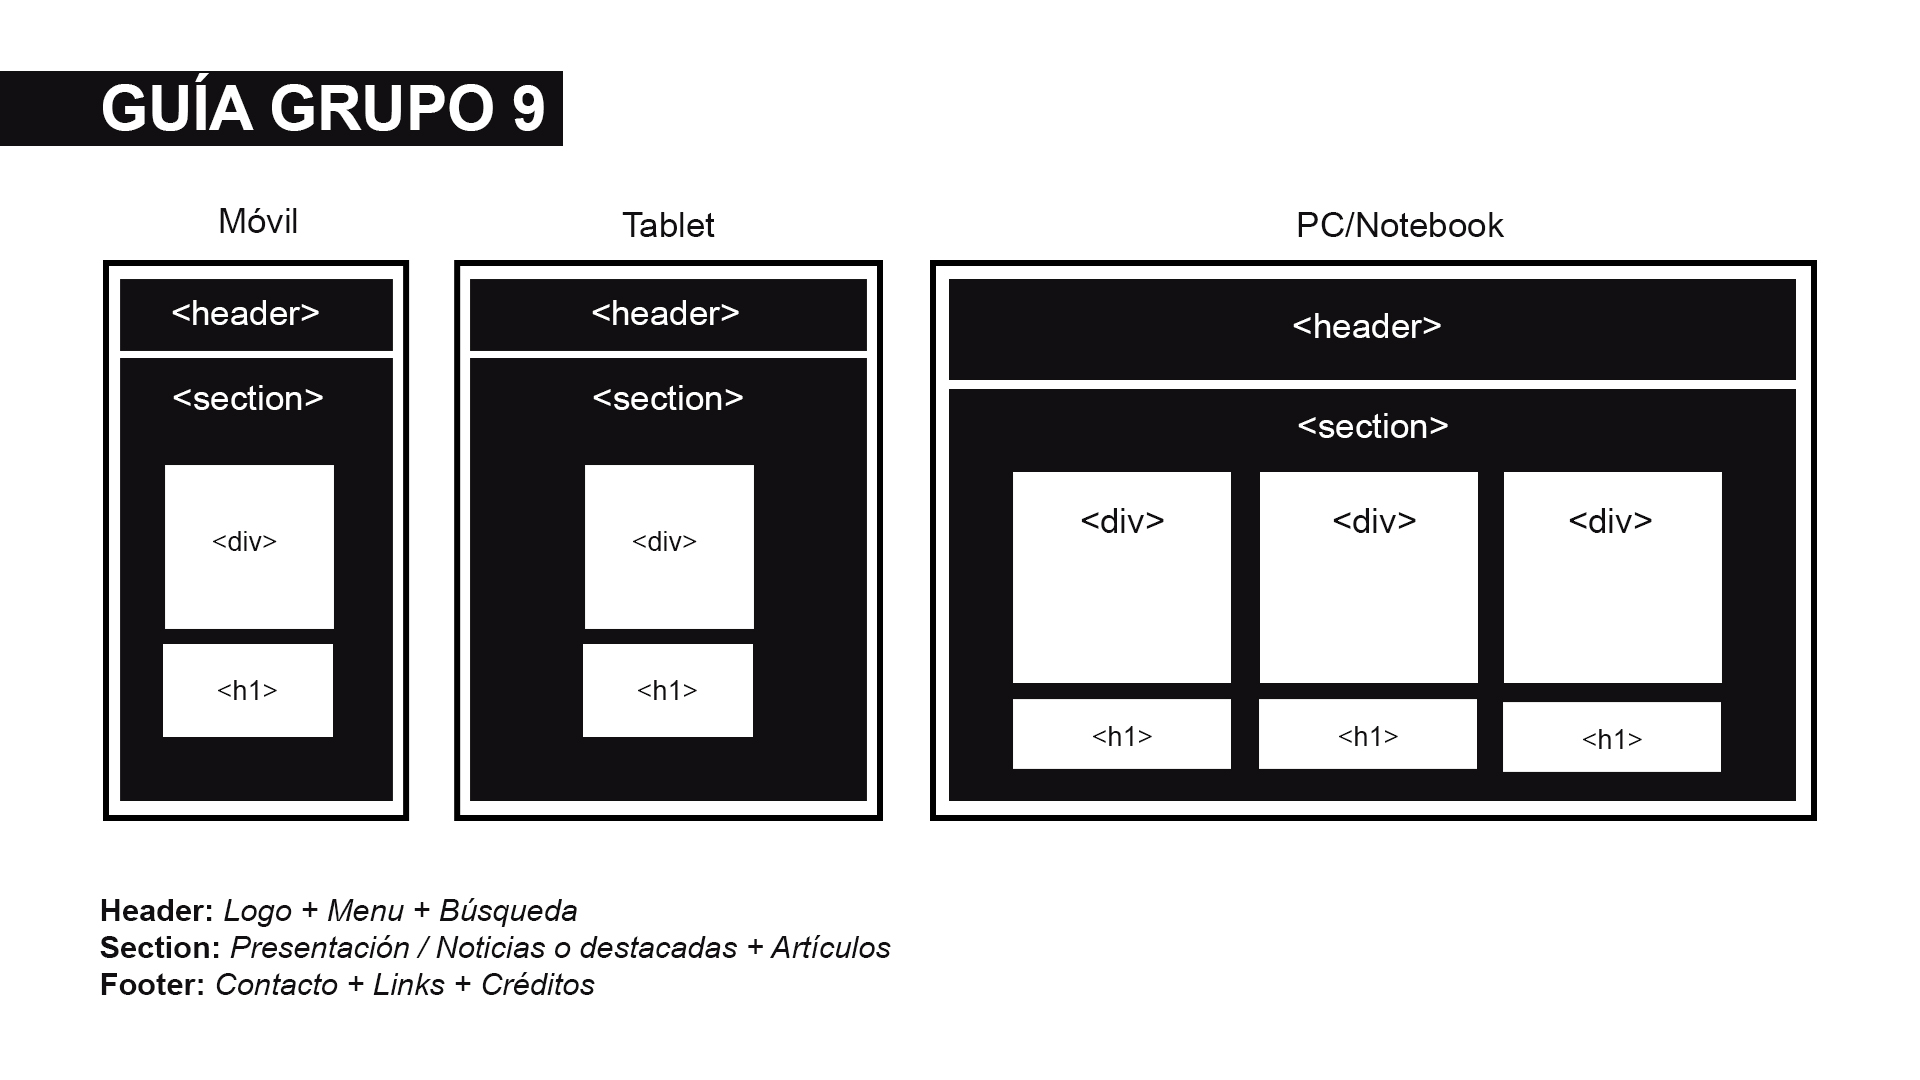 GUÍA GRUPO 9
Móvil
<header>
<section>
<div>
<h1>
Tablet
<header>
<section>
<div>
<h1>
PC/Notebook
<header>
<section>
<div> <div> <div>
<h1> <h1> <h1>
Header: Logo + Menu + Búsqueda
Section: Presentación / Noticias o destacadas + Artículos
Footer: Contacto + Links + Créditos